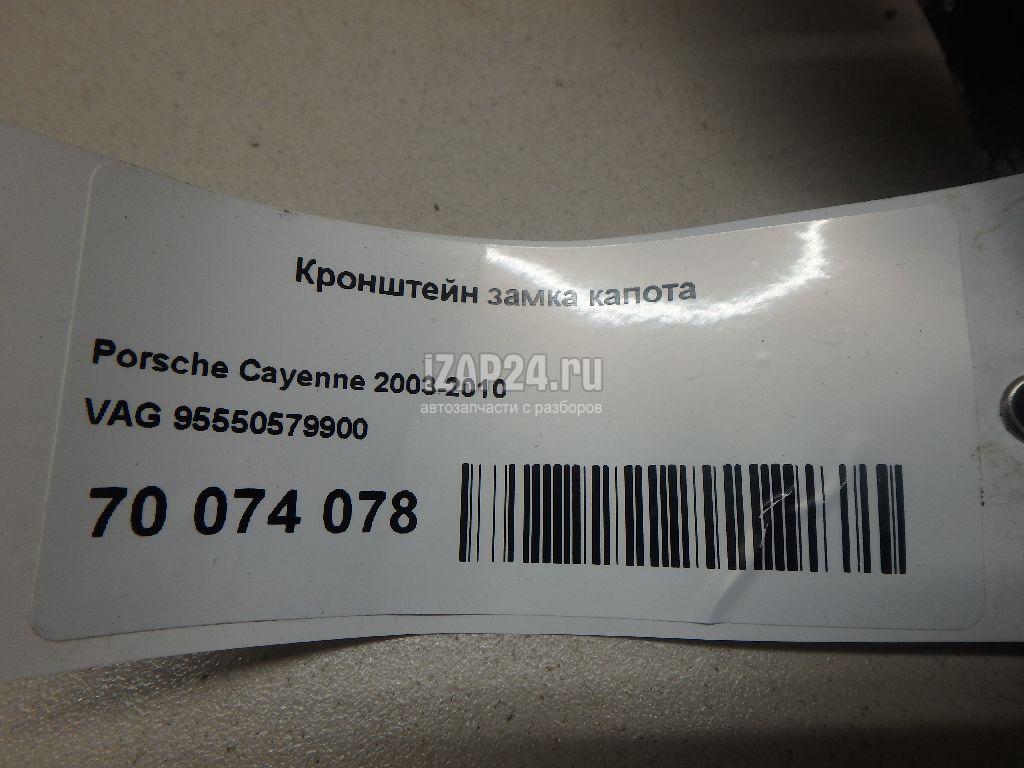 Кронштейн замка капота
Porsche Cayenne 2003-2010
iZAP24.ru
автозапчасти с разборов
VAG 95550579900
70 074 078